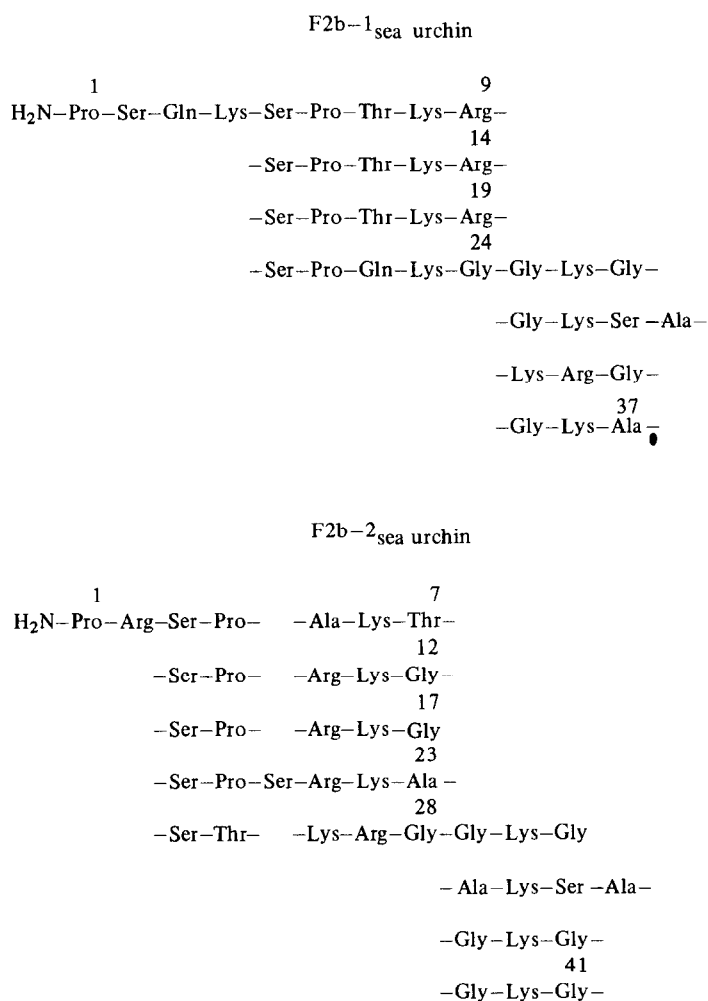 F2b-1 sea urchin
1 9
H2N-Pro-Ser-Gln-Lys-Ser-Pro-Thr-Lys-Arg-
14
-Ser-Pro-Thr-Lys-Arg-
19
-Ser-Pro-Thr-Lys-Arg-
24
-Ser-Pro-Gln-Lys-Gly-Gly-Lys-Gly-
-Gly-Lys-Ser-Ala-
-Lys-Arg-Gly-
37
-Gly-Lys-Ala-
F2b-2 sea urchin
1 7
H2N-Pro-Arg-Ser-Pro- -Ala-Lys-Thr-
12
-Ser-Pro- -Arg-Lys-Gly-
17
-Ser-Pro- -Arg-Lys-Gly
23
-Ser-Pro-Ser-Arg-Lys-Ala-
28
-Ser-Thr- -Lys-Arg-Gly-Gly-Lys-Gly
-Ala-Lys-Ser-Ala-
-Gly-Lys-Gly-
41
-Gly-Lys-Gly-